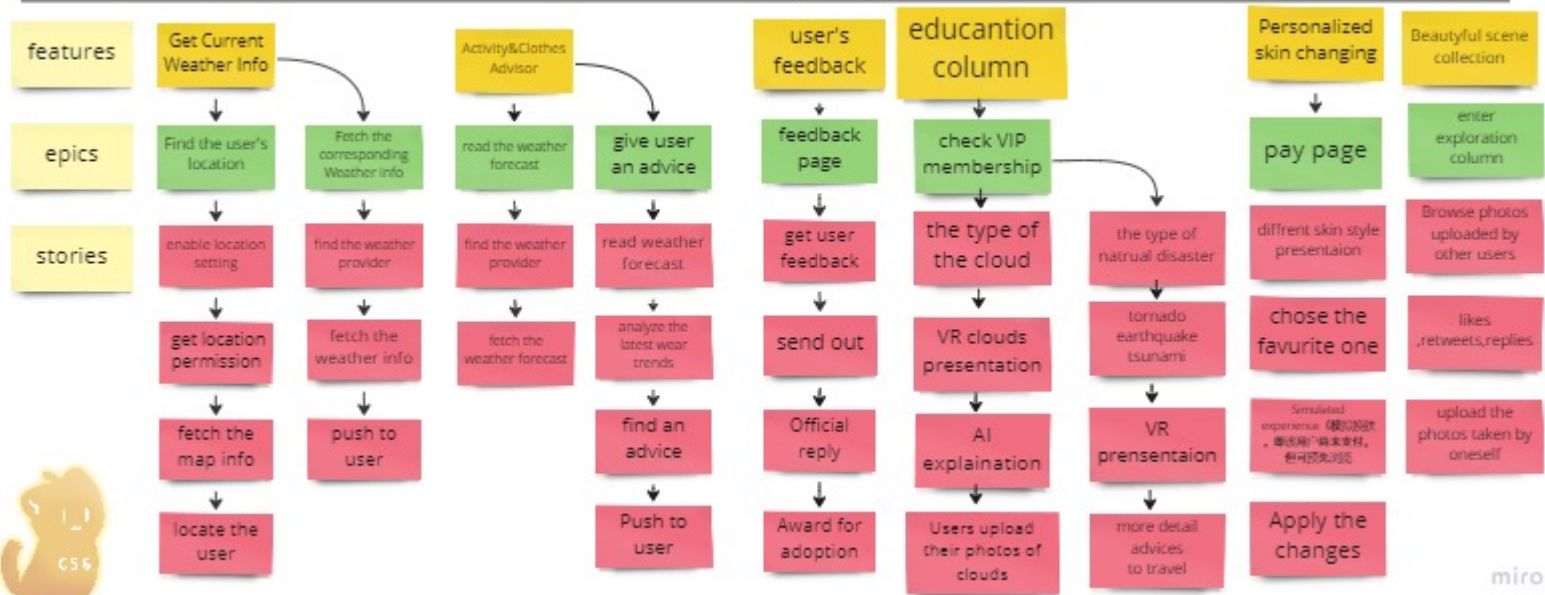 features
Get Current
Weather Info
Activity&Clothes
Advisor
user's
feedback
educantion
column
Personalized
skin changing
Beautyful scene
collection
epics
Find the user's
location
Fetch the
corresponding
Weather Info
read the weather
forecast
give user
an advice
feedback
page
check VIP
membership
pay page
enter
exploration
column
stories
enable location
setting
find the weather
provider
find the weather
provider
read weather
forecast
get user
feedback
the type of
the cloud
the type of
natrual disaster
diffrent skin style
presentaion
Browse photos
uploaded by
other users
get location
permission
fetch the
weather info
fetch the
weather forecast
analyze the
latest wear
trends
send out
VR clouds
presentation
tornado
earthquake
tsunami
chose the
favurite one
likes
,retweets,replies
fetch the
map info
push to
user
find an
advice
Official
reply
AI
explaination
VR
prensentaion
Simulated
experience
upload the
photos taken by
oneself
locate the
user
Push to
user
Award for
adoption
Users upload
their photos of
clouds
more detail
advices
to travel
Apply the
changes
CS6
miro